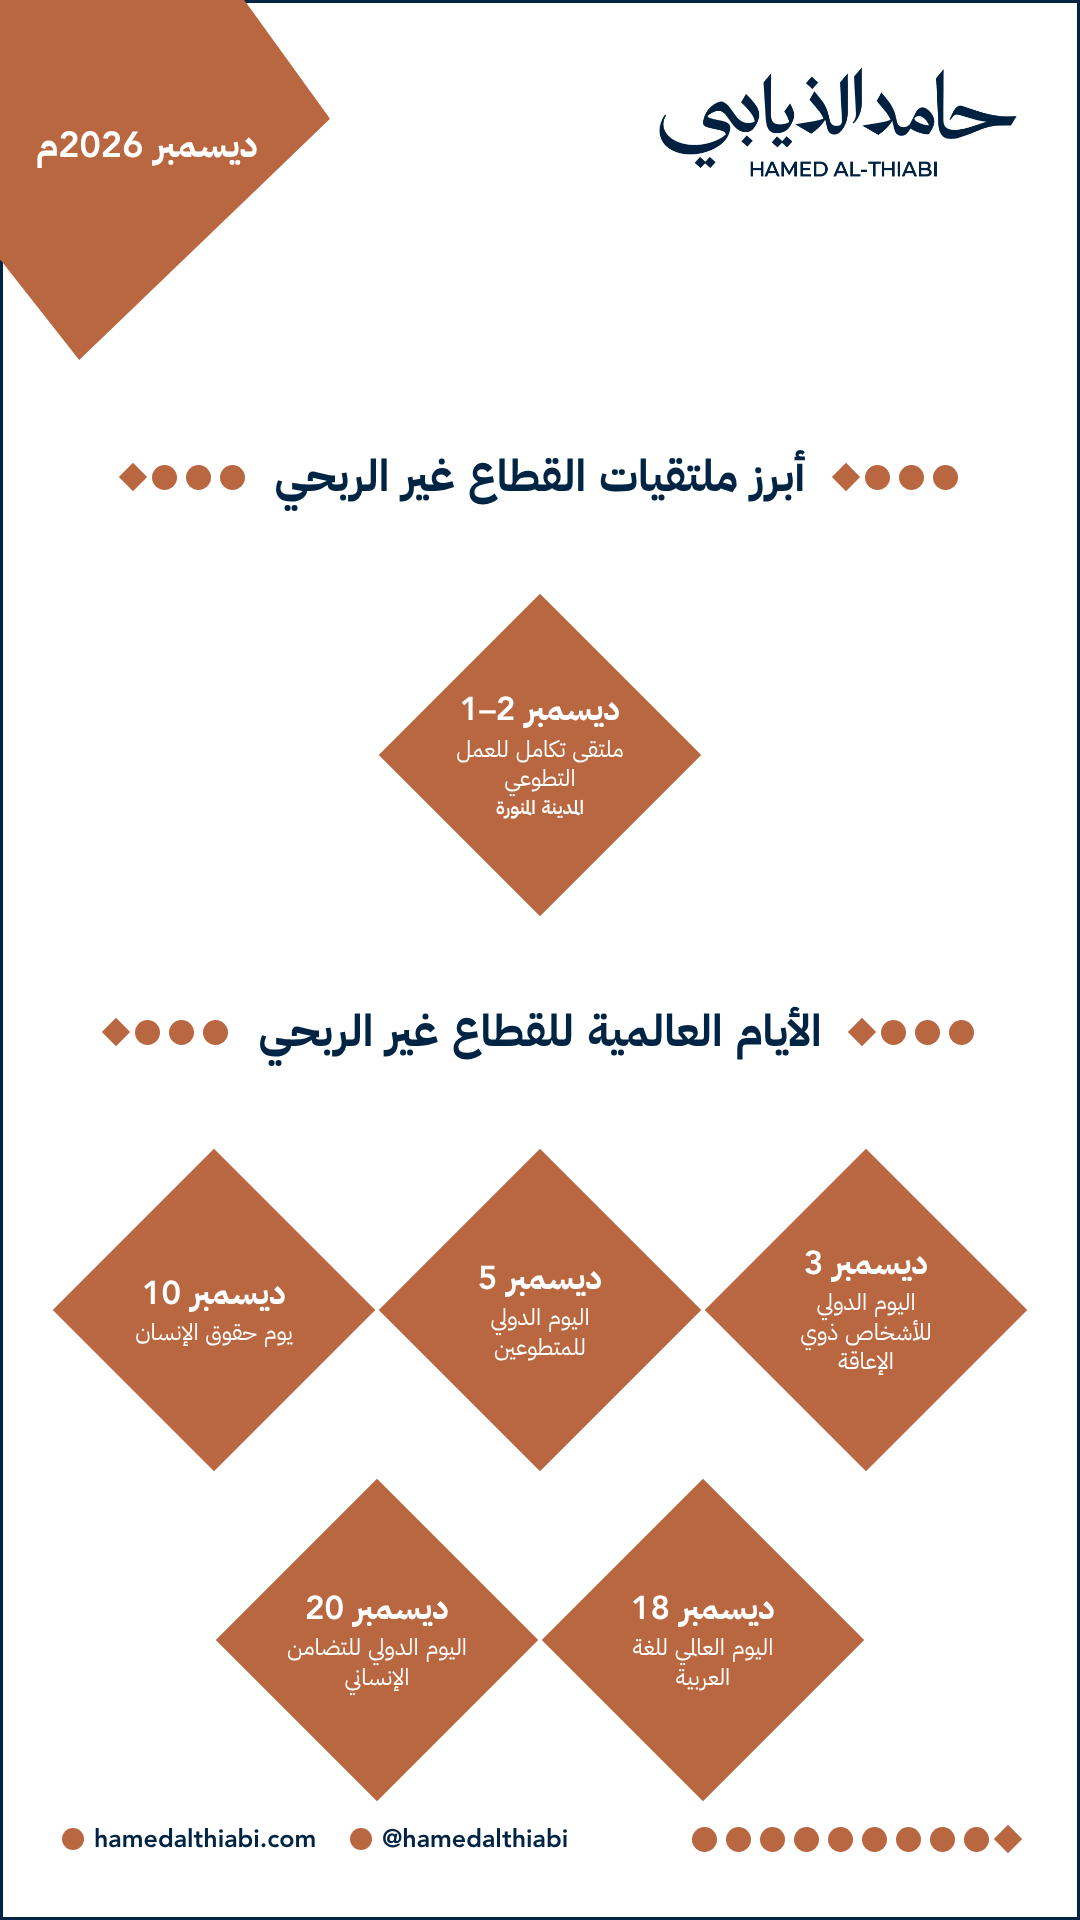 حامد الذيابي
HAMED AL-THIABI
ديسمبر 2026م
أبرز ملتقيات القطاع غير الربحي
1–2 ديسمبر
ملتقى تكامل للعمل
التطوعي
المدينة المنورة
الأيام العالمية للقطاع غير الربحي
3 ديسمبر
اليوم الدولي
للأشخاص ذوي
الإعاقة
5 ديسمبر
اليوم الدولي
للمتطوعين
10 ديسمبر
يوم حقوق الإنسان
18 ديسمبر
اليوم العالمي للغة
العربية
20 ديسمبر
اليوم الدولي للتضامن
الإنساني
hamedalthiabi.com
@hamedalthiabi